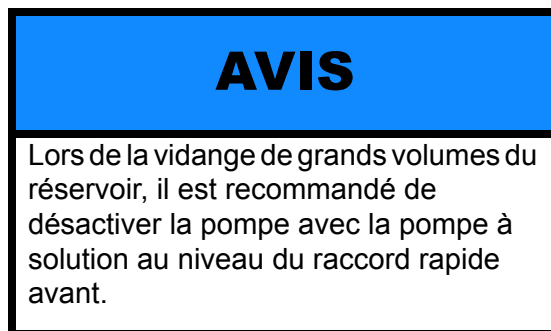 AVIS
Lors de la vidange de grands volumes du
réservoir, il est recommandé de
désactiver la pompe avec la pompe à
solution au niveau du raccord rapide
avant.